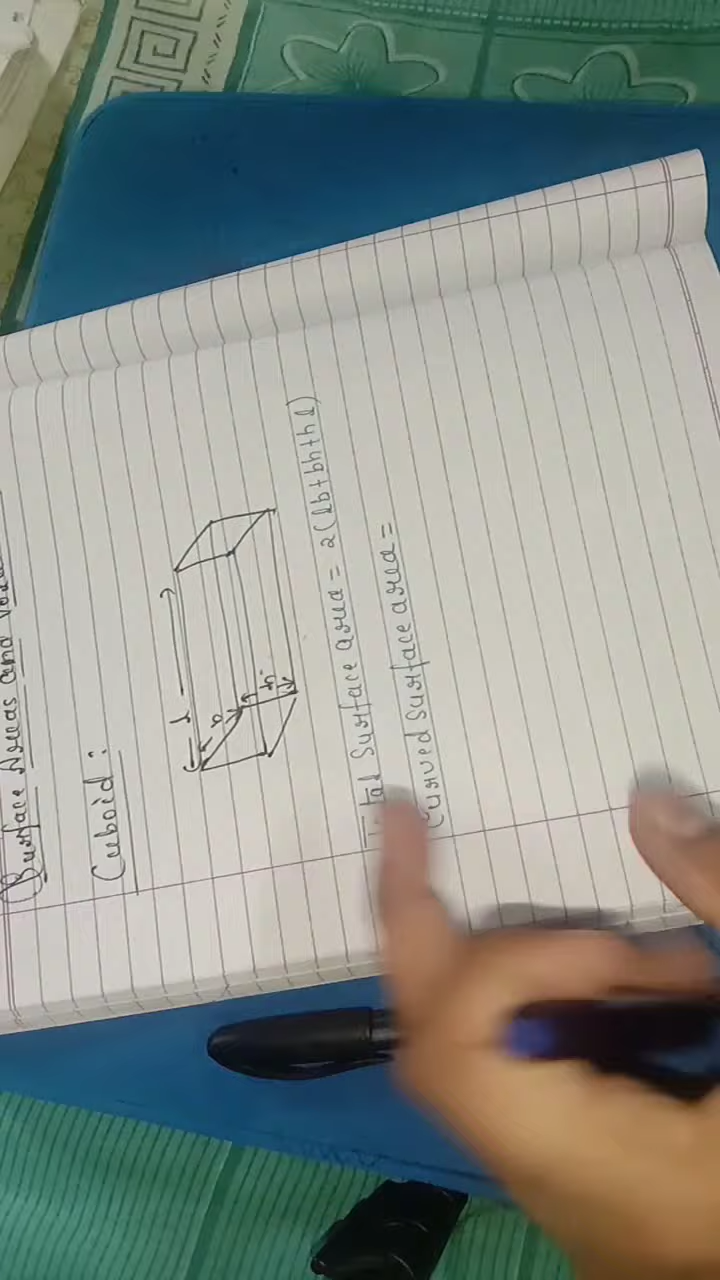 Surface Areas and
Cuboid :
l
b
h
Total Surface area = 2(lb+bh+hl)
Curved Surface area =